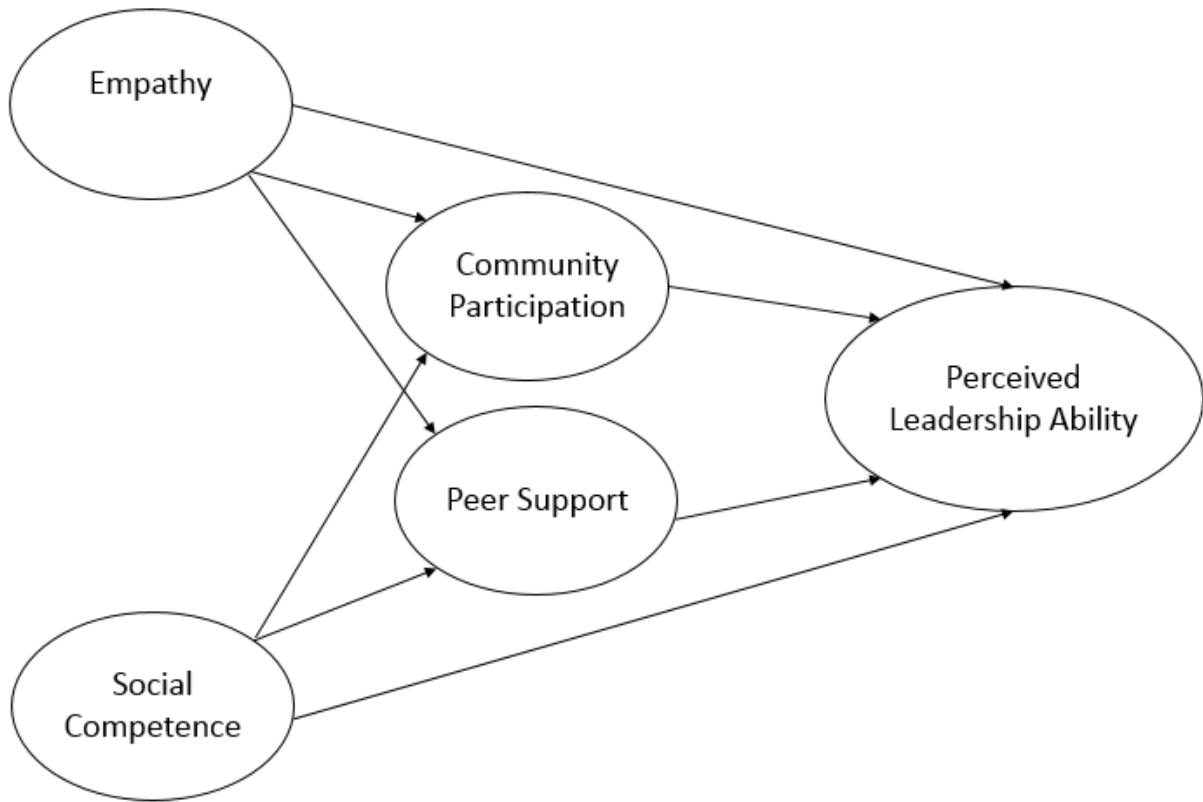 Empathy
Community
Participation
Perceived
Leadership Ability
Peer Support
Social
Competence